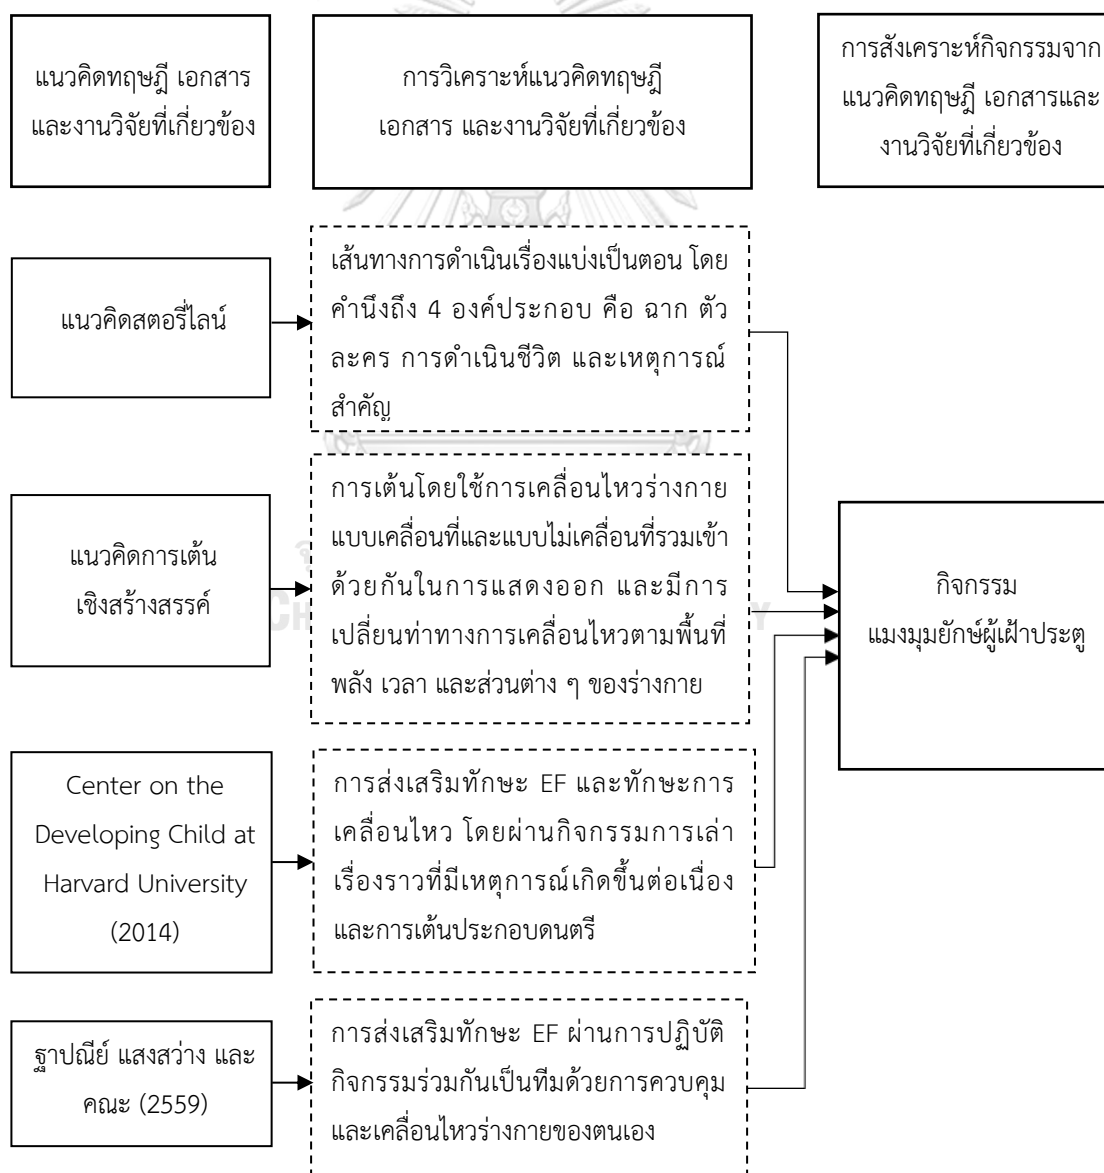 แนวคิดทฤษฎี เอกสาร
และงานวิจัยที่เกี่ยวข้อง
การวิเคราะห์แนวคิดทฤษฎี
เอกสาร และงานวิจัยที่เกี่ยวข้อง
การสังเคราะห์กิจกรรมจาก
แนวคิดทฤษฎี เอกสารและ
งานวิจัยที่เกี่ยวข้อง
แนวคิดสตอรี่ไลน์
เส้นทางการดำเนินเรื่องแบ่งเป็นตอน โดย
คำนึงถึง 4 องค์ประกอบ คือ ฉาก ตัว
ละคร การดำเนินชีวิต และเหตุการณ์
สำคัญ
แนวคิดการเต้น
เชิงสร้างสรรค์
การเต้นโดยใช้การเคลื่อนไหวร่างกาย
แบบเคลื่อนที่และแบบไม่เคลื่อนที่รวมเข้า
ด้วยกันในการแสดงออก และมีการ
เปลี่ยนท่าทางการเคลื่อนไหวตามพื้นที่
พลัง เวลา และส่วนต่าง ๆ ของร่างกาย
กิจกรรม
แมงมุมยักษ์ผู้เฝ้าประตู
Center on the
Developing Child at
Harvard University
(2014)
การส่งเสริมทักษะ EF และทักษะการ
เคลื่อนไหว โดยผ่านกิจกรรมการเล่า
เรื่องราวที่มีเหตุการณ์เกิดขึ้นต่อเนื่อง
และการเต้นประกอบดนตรี
ฐาปณีย์ แสงสว่าง และ
คณะ (2559)
การส่งเสริมทักษะ EF ผ่านการปฏิบัติ
กิจกรรมร่วมกันเป็นทีมด้วยการควบคุม
และเคลื่อนไหวร่างกายของตนเอง